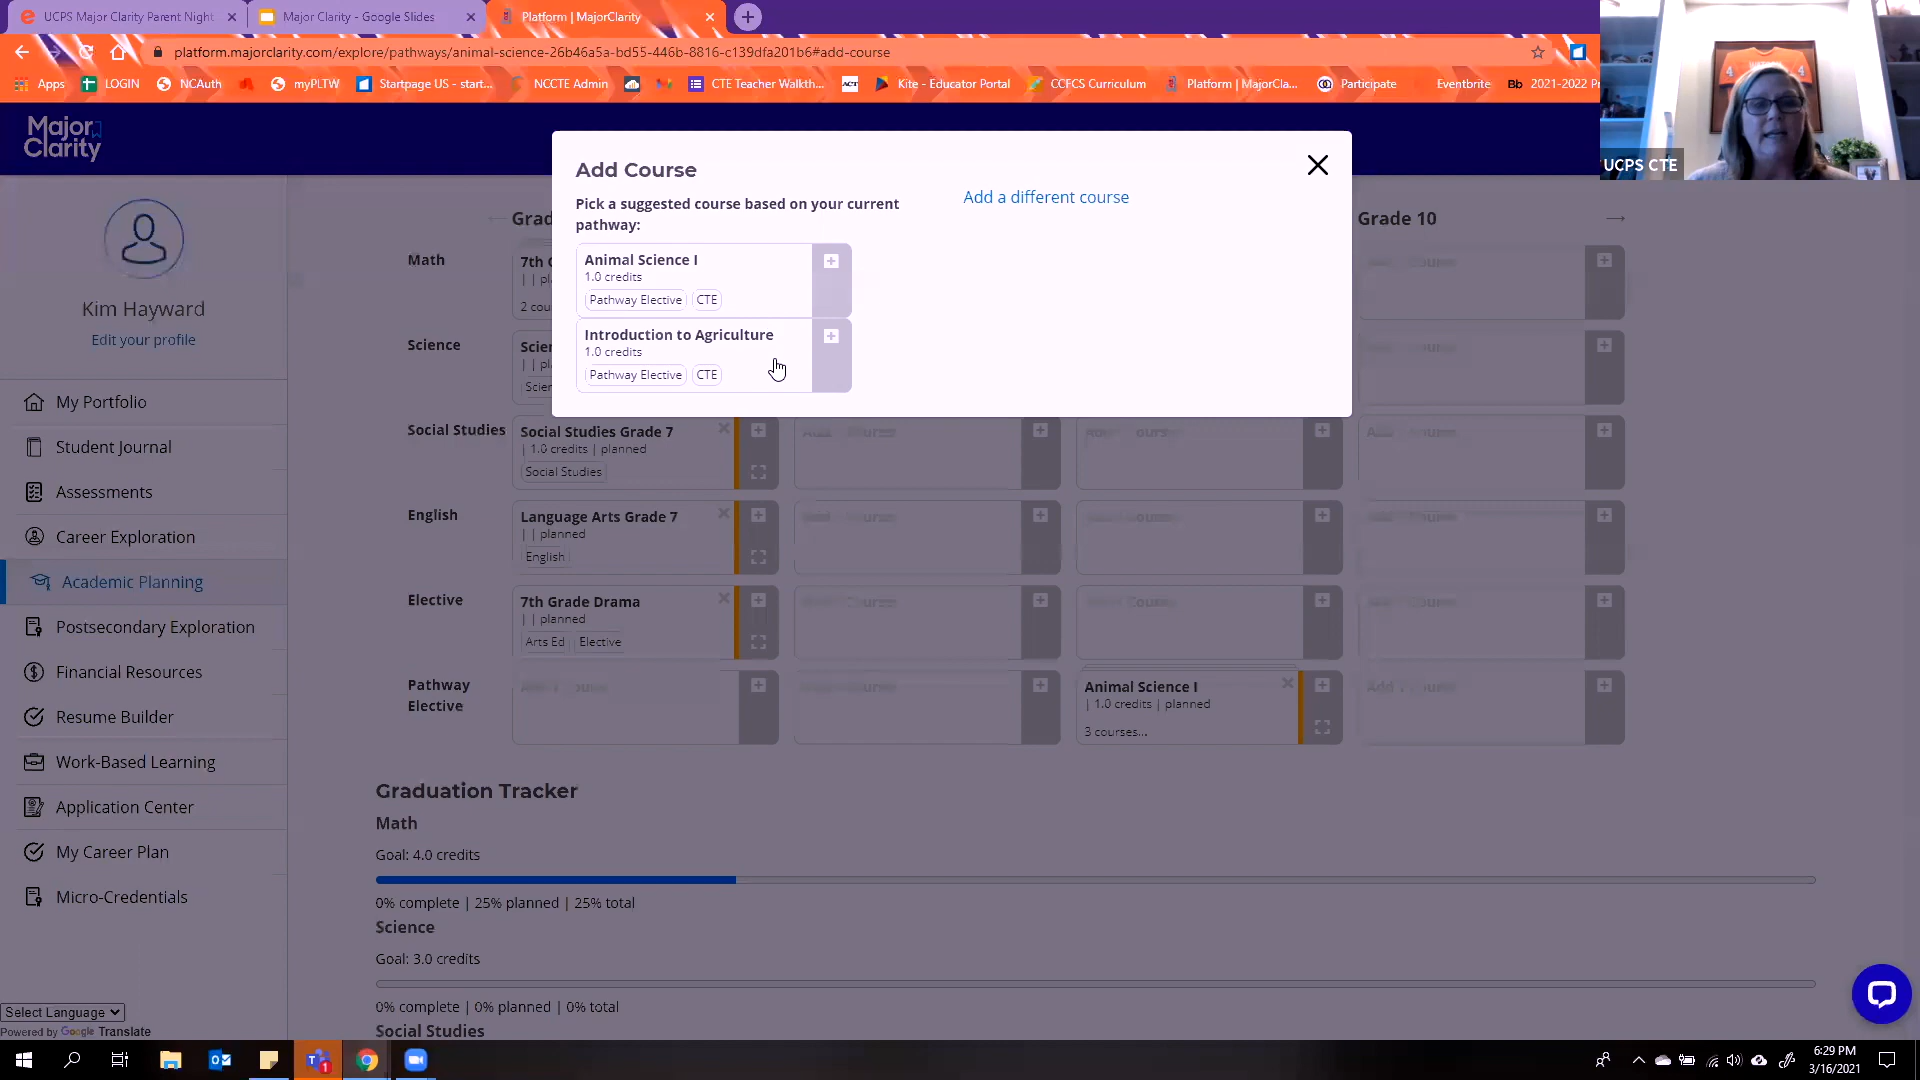 UCPS Major Clarity Parent Night
Major Clarity - Google Slides
Platform | MajorClarity
platform.majorclarity.com/explore/pathways/animal-science-26b46a5a-bd55-446b-8816-c139dfa201b6#add-course
Apps LOGIN NCAuth myPLTW Startpage US - start... NCCTE Admin CTE Teacher Walkth... ACT Kite - Educator Portal CCFCS Curriculum Platform | MajorCla... Participate Eventbrite Bb 2021-2022
UCPS CTE
Major
Clarity
Kim Hayward
Edit your profile
My Portfolio
Student Journal
Assessments
Career Exploration
Academic Planning
Postsecondary Exploration
Financial Resources
Resume Builder
Work-Based Learning
Application Center
My Career Plan
Micro-Credentials
Select Language
Powered by Google Translate
Add Course
Pick a suggested course based on your current
pathway:
Add a different course
Animal Science I
1.0 credits
Pathway Elective CTE
Introduction to Agriculture
1.0 credits
Pathway Elective CTE
Grad
Grade 10
Math
7th
2 cou
Science
Scien
Scien
Social Studies
Social Studies Grade 7
| 1.0 credits | planned
Social Studies
English
Language Arts Grade 7
| | planned
English
Elective
7th Grade Drama
| | planned
Arts Ed Elective
Pathway
Elective
Animal Science I
| 1.0 credits | planned
3 courses...
Graduation Tracker
Math
Goal: 4.0 credits
0% complete | 25% planned | 25% total
Science
Goal: 3.0 credits
0% complete | 0% planned | 0% total
Social Studies
6:29 PM
3/16/2021